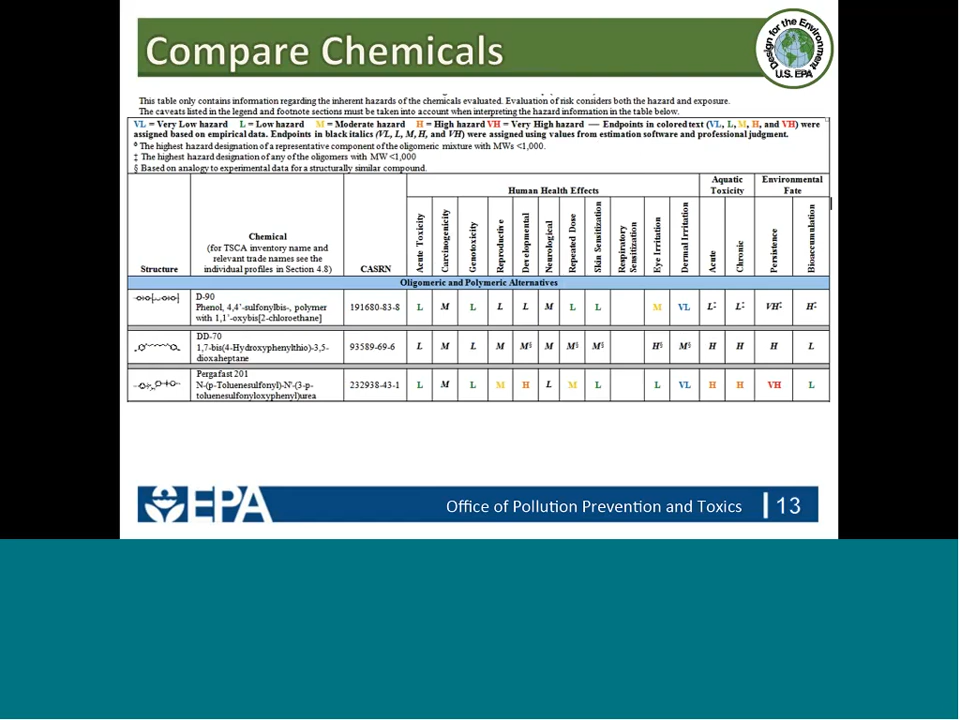 Compare Chemicals
Design for the Environment
U.S. EPA
This table only contains information regarding the inherent hazards of the chemicals evaluated. Evaluation of risk considers both the hazard and exposure.
The caveats listed in the legend and footnote sections must be taken into account when interpreting the hazard information in the table below.
VL = Very Low hazard L = Low hazard M = Moderate hazard H = High hazard VH = Very High hazard — Endpoints in colored text (VL, L, M, H, and VH) were
assigned based on empirical data. Endpoints in black italics (VL, L, M, H, and VH) were assigned using values from estimation software and professional judgment.
◊ The highest hazard designation of a representative component of the oligomeric mixture with MWs <1,000.
‡ The highest hazard designation of any of the oligomers with MW <1,000
§ Based on analogy to experimental data for a structurally similar compound.
Human Health Effects
Aquatic
Toxicity
Environmental
Fate
Structure
Chemical
(for TSCA inventory name and
relevant trade names see the
individual profiles in Section 4.8)
CASRN
Acute Toxicity
Carcinogenicity
Genotoxicity
Reproductive
Developmental
Neurological
Repeated Dose
Skin Sensitization
Respiratory
Sensitization
Eye Irritation
Dermal Irritation
Acute
Chronic
Persistence
Bioaccumulation
Oligomeric and Polymeric Alternatives
D-90
Phenol, 4,4'-sulfonylbis-, polymer
with 1,1'-oxybis[2-chloroethane]
191680-83-8 L M L L L M L L M VL L‡ L‡ VH‡ H‡
DD-70
1,7-bis(4-Hydroxyphenylthio)-3,5-
dioxaheptane
93589-69-6 L M L M M§ M M§ M§ H§ M§ H H H L
Pergafast 201
N-(p-Toluenesulfonyl)-N'-(3-p-
toluenesulfonyloxyphenyl)urea
232938-43-1 L M L M H L M L L VL H H VH L
EPA
Office of Pollution Prevention and Toxics
13